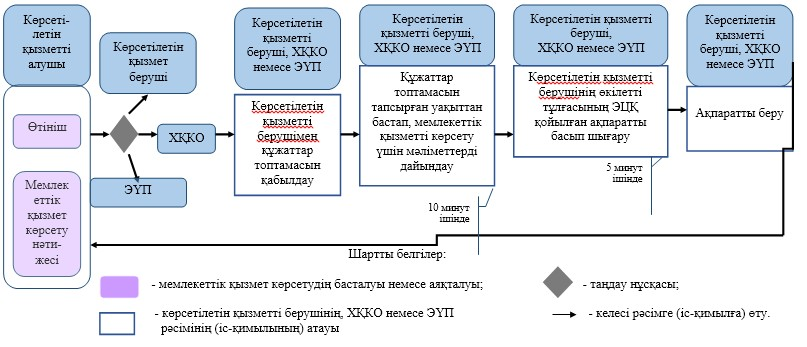 Көрсеті-
летін
қызметті
алушы
Өтініш
Мемлек
еттік
қызмет
көрсету
нәти-
жесі
Көрсетілетін
қызмет
беруші
ХҚКО
ЭҮП
Көрсетілетін
қызметті
беруші, ХҚКО
немесе ЭҮП
Көрсетілетін
қызметті
берушімен
құжаттар
топтамасын
қабылдау
Көрсетілетін қызметті
беруші,
ХҚКО немесе ЭҮП
Құжаттар
топтамасын
тапсырған уақыттан
бастап, мемлекеттік
қызметті көрсету
үшін мәліметтерді
дайындау
10 минут
ішінде
Көрсетілетін қызметті
беруші,
ХҚКО немесе ЭҮП
Көрсетілетін қызметті
берушінің өкілетті
тұлғасының ЭЦҚ
қойылған ақпаратты
басып шығару
5 минут
ішінде
Көрсетілетін
қызметті
беруші, ХҚКО
немесе ЭҮП
Ақпаратты беру
Шартты белгілер:
- мемлекеттік қызмет көрсетудің басталуы немесе аяқталуы;
- таңдау нұсқасы;
- көрсетілетін қызметті берушінің, ХҚКО немесе ЭҮП
рәсімінің (іс-қимылының) атауы
- келесі рәсімге (іс-қимылға) өту.